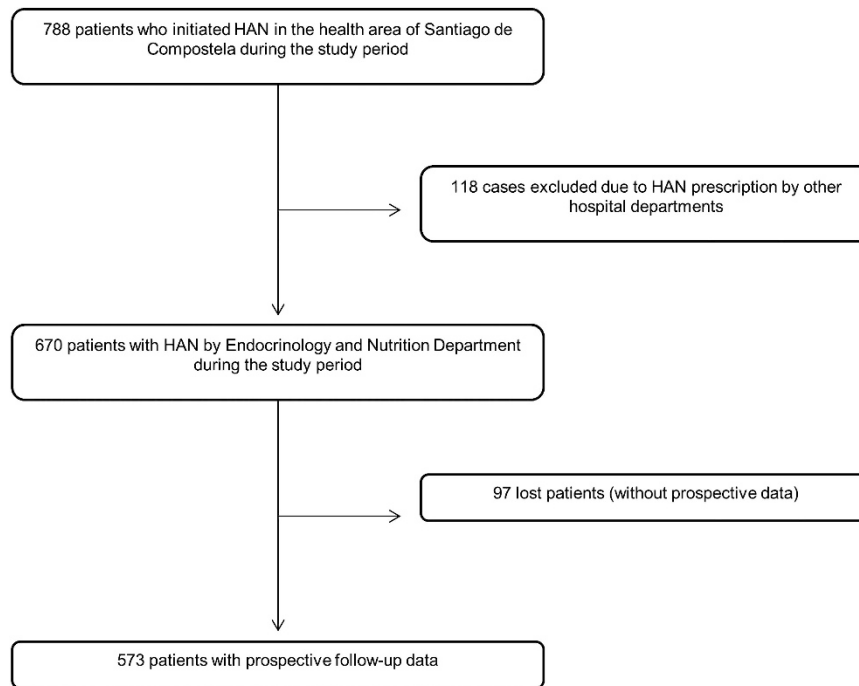 788 patients who initiated HAN in the health area of Santiago de
Compostela during the study period
118 cases excluded due to HAN prescription by other
hospital departments
670 patients with HAN by Endocrinology and Nutrition Department
during the study period
97 lost patients (without prospective data)
573 patients with prospective follow-up data